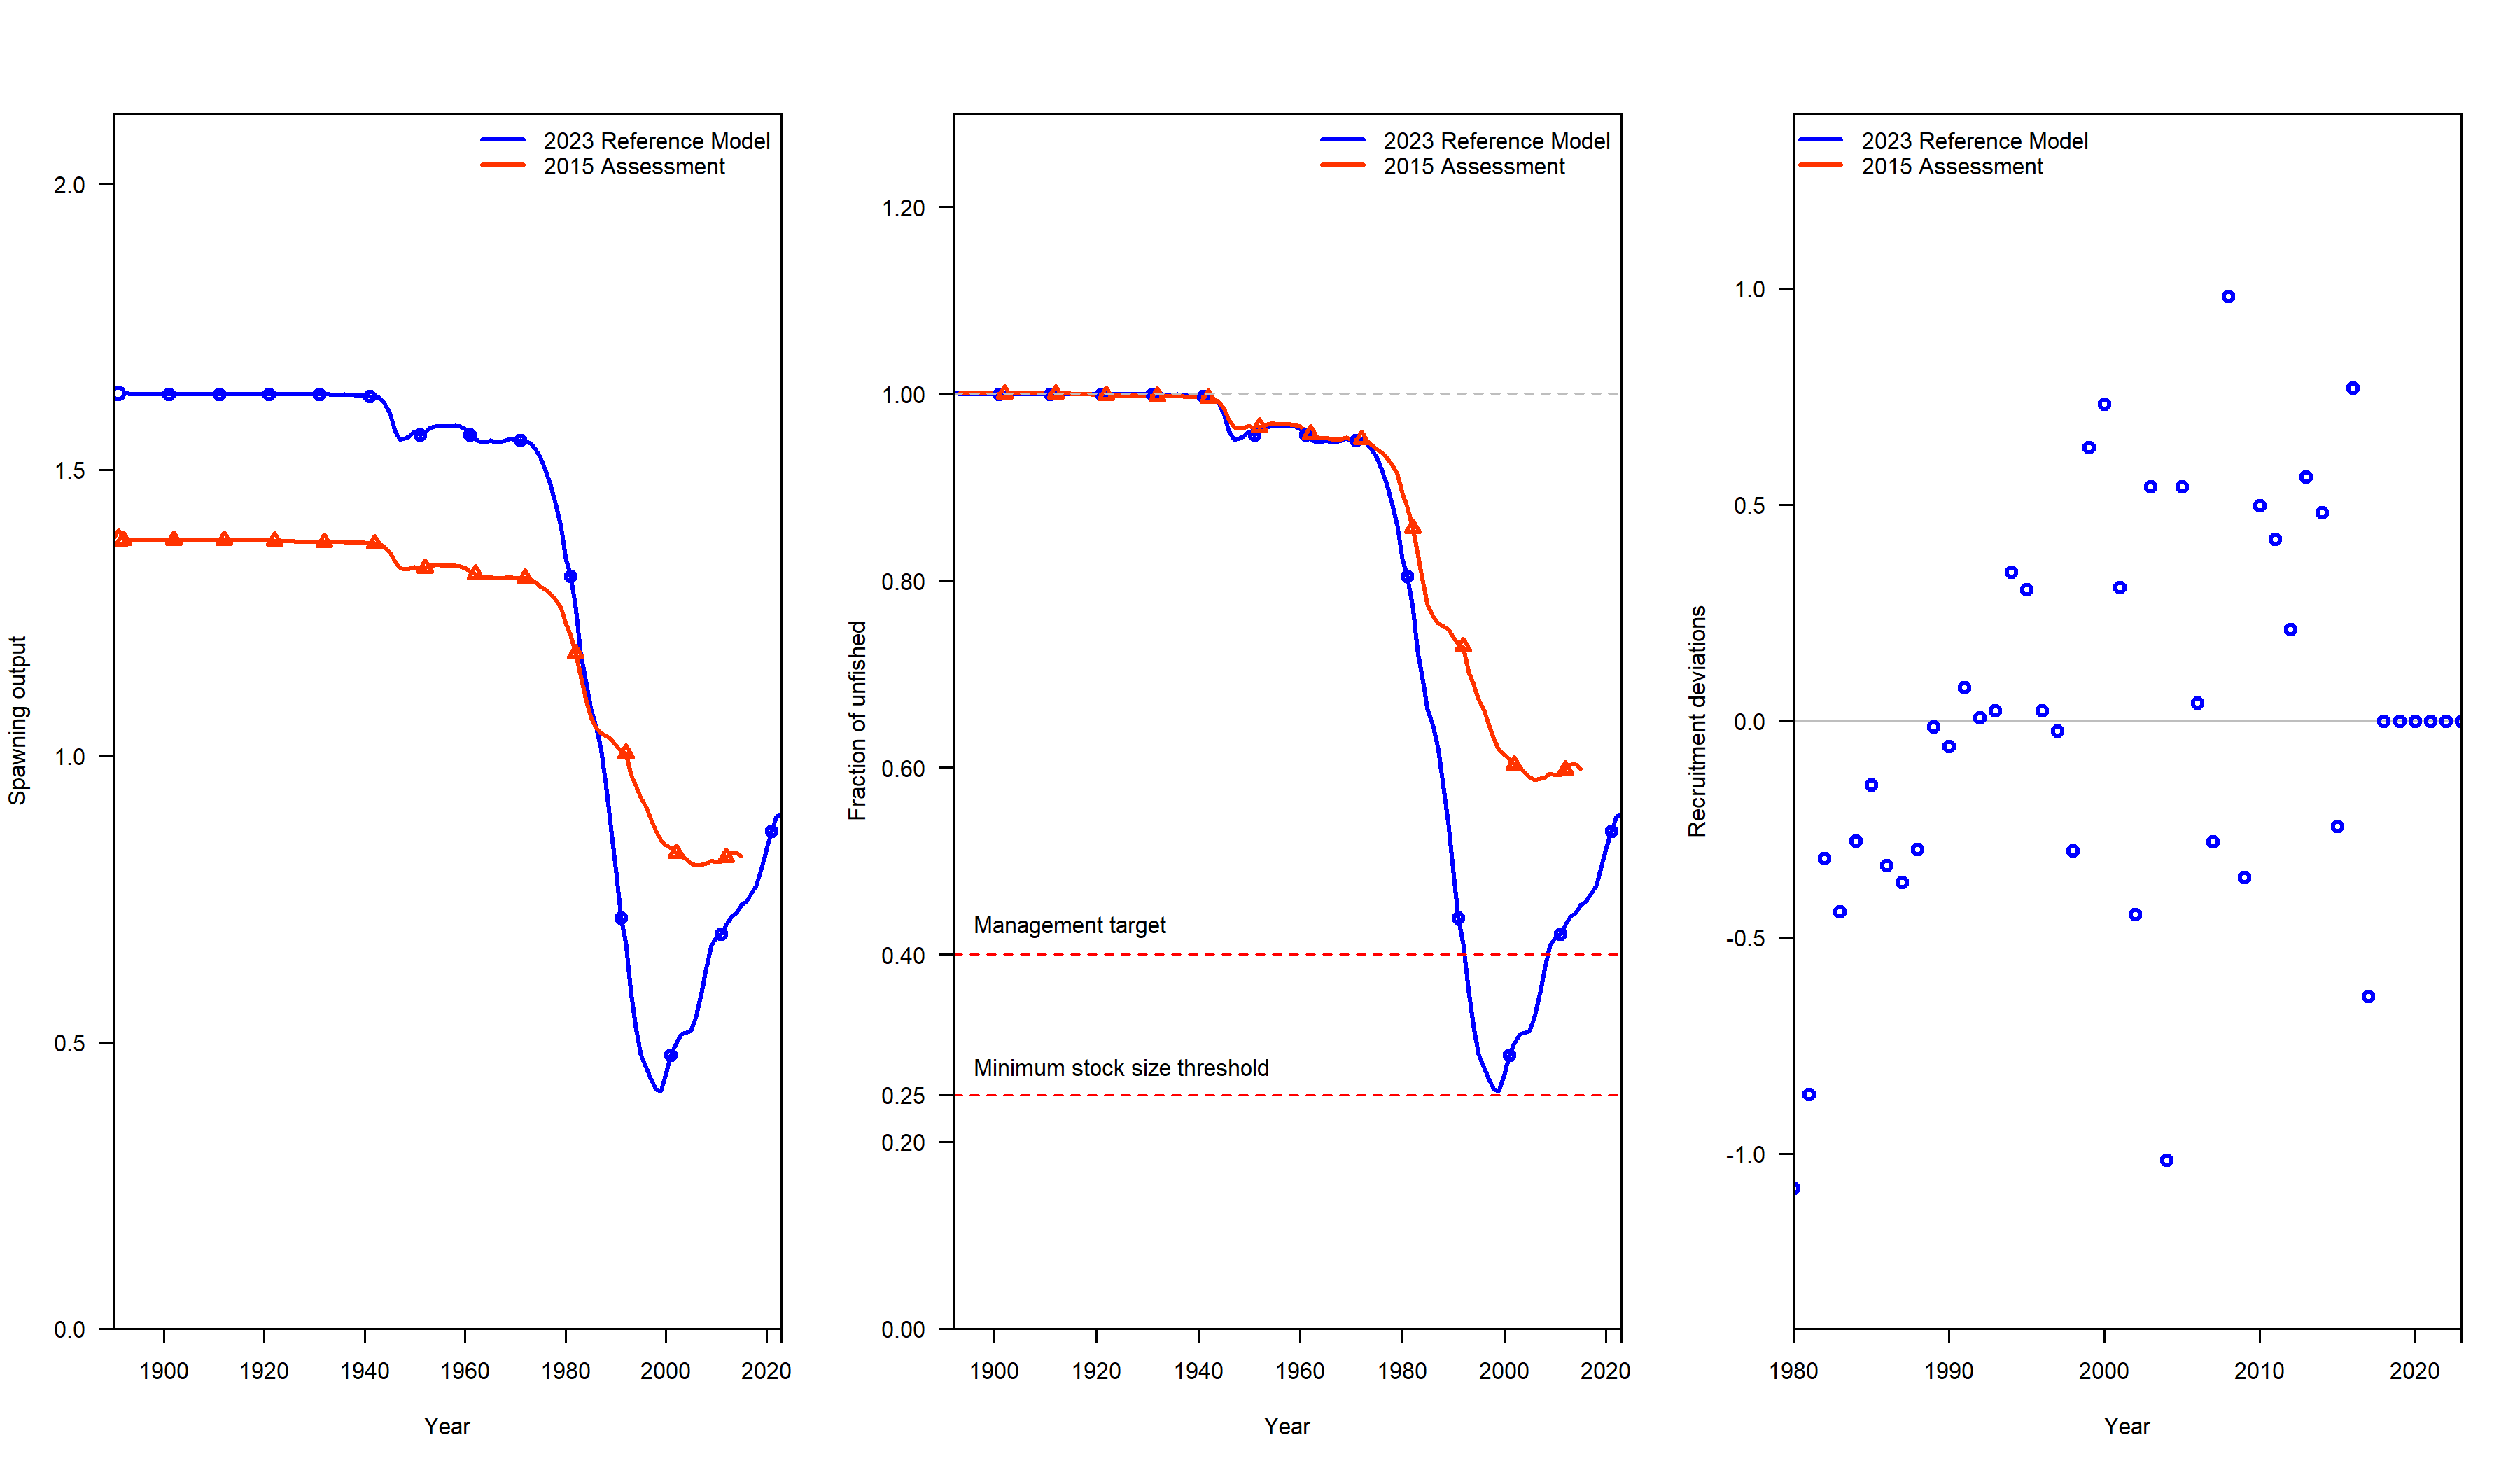 2023 Reference Model
2015 Assessment
Spawning output
2.0
1.5
1.0
0.5
0.0
1900 1920 1940 1960 1980 2000 2020
Year
2023 Reference Model
2015 Assessment
Fraction of unfished
1.20
1.00
0.80
0.60
0.40
0.25
0.20
0.00
Management target
Minimum stock size threshold
1900 1920 1940 1960 1980 2000 2020
Year
2023 Reference Model
2015 Assessment
Recruitment deviations
1.0
0.5
0.0
-0.5
-1.0
1980 1990 2000 2010 2020
Year